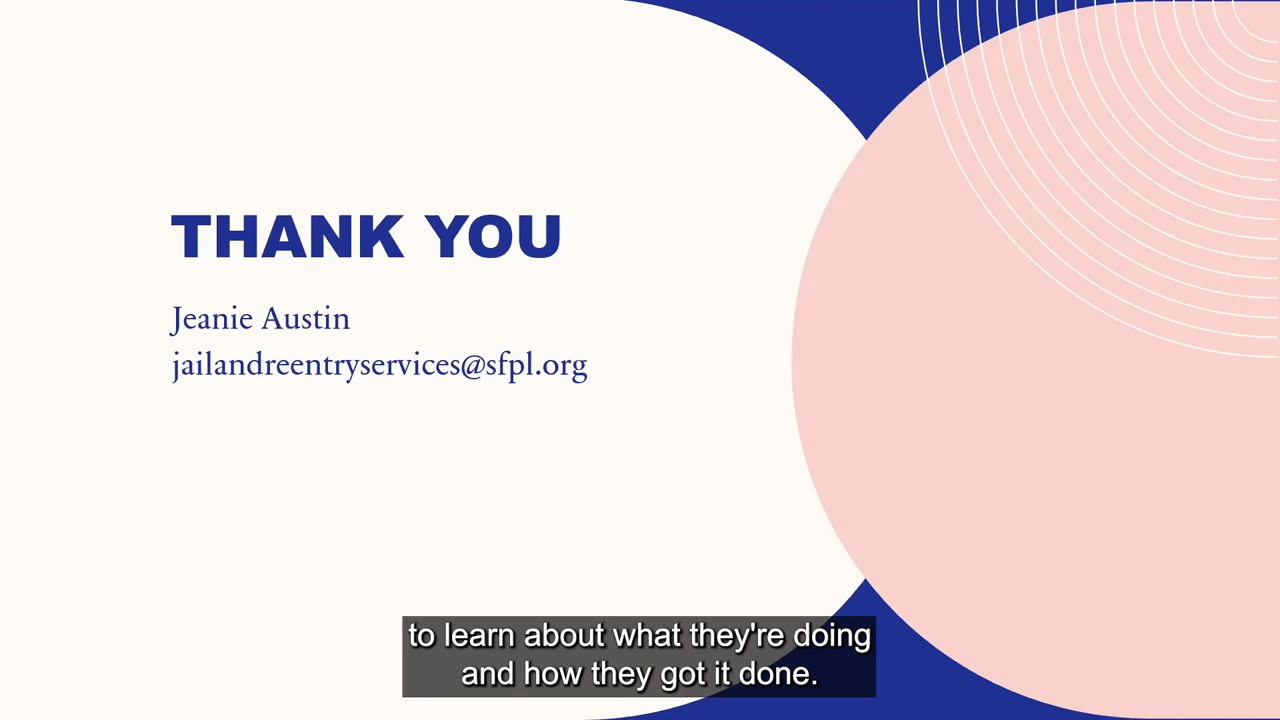 THANK YOU
Jeanie Austin
jailandreentryservices@sfpl.org
to learn about what they're doing
and how they got it done.